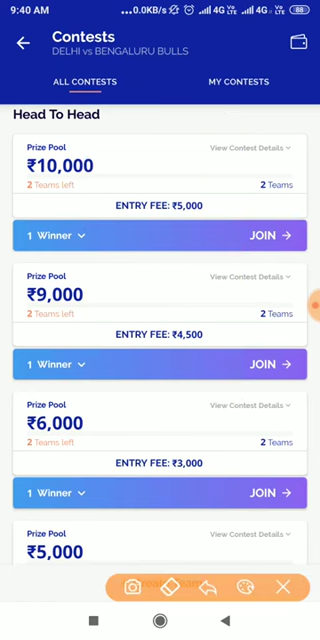 9:40 AM
...0.0KB/s 4G Vo LTE 4G Vo LTE 88
Contests
DELHI vs BENGALURU BULLS
ALL CONTESTS MY CONTESTS
Head To Head
Prize Pool View Contest Details
₹10,000
2 Teams left 2 Teams
ENTRY FEE: ₹5,000
1 Winner JOIN →
Prize Pool View Contest Details
₹9,000
2 Teams left 2 Teams
ENTRY FEE: ₹4,500
1 Winner JOIN →
Prize Pool View Contest Details
₹6,000
2 Teams left 2 Teams
ENTRY FEE: ₹3,000
1 Winner JOIN →
Prize Pool View Contest Details
₹5,000